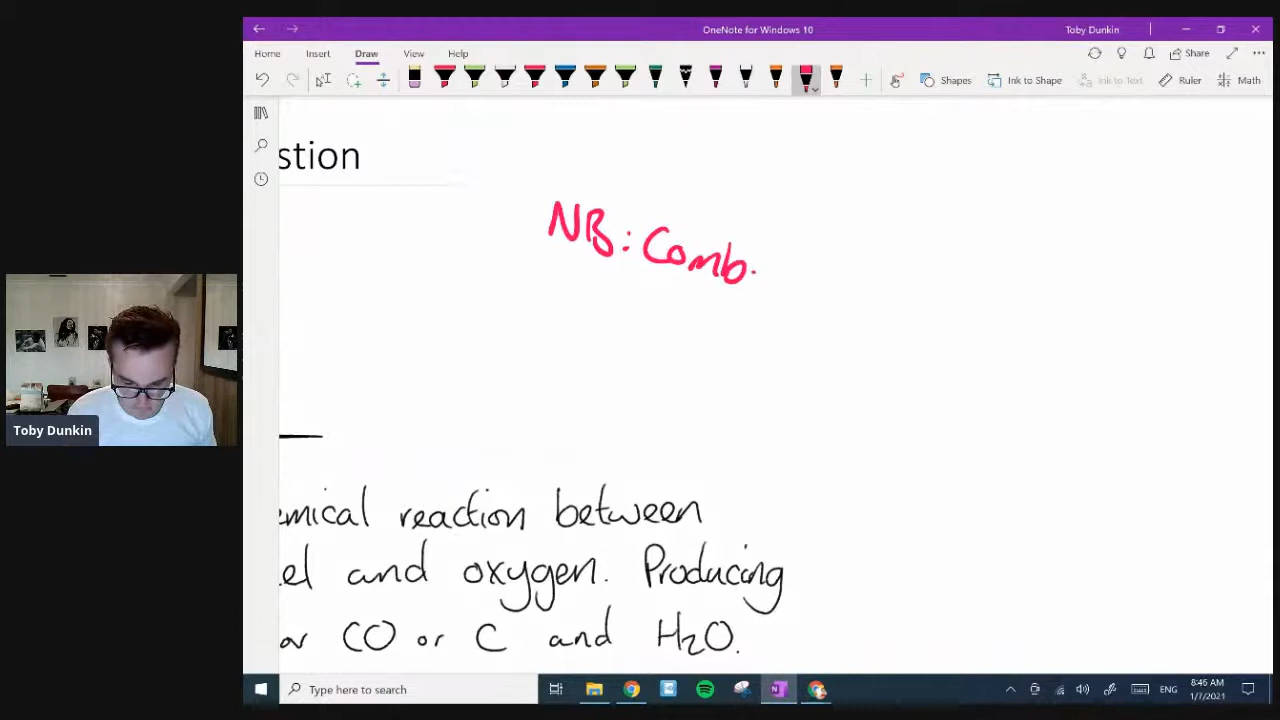 OneNote for Windows 10
Toby Dunkin
Home Insert Draw View Help
Share
Shapes
Ink to Shape
Ink to Text
Ruler
Math
stion
NB: Comb.
emical reaction between
el and oxygen. Producing
or CO or C and H2O.
Toby Dunkin
Type here to search
ENG
8:46 AM
1/7/2021